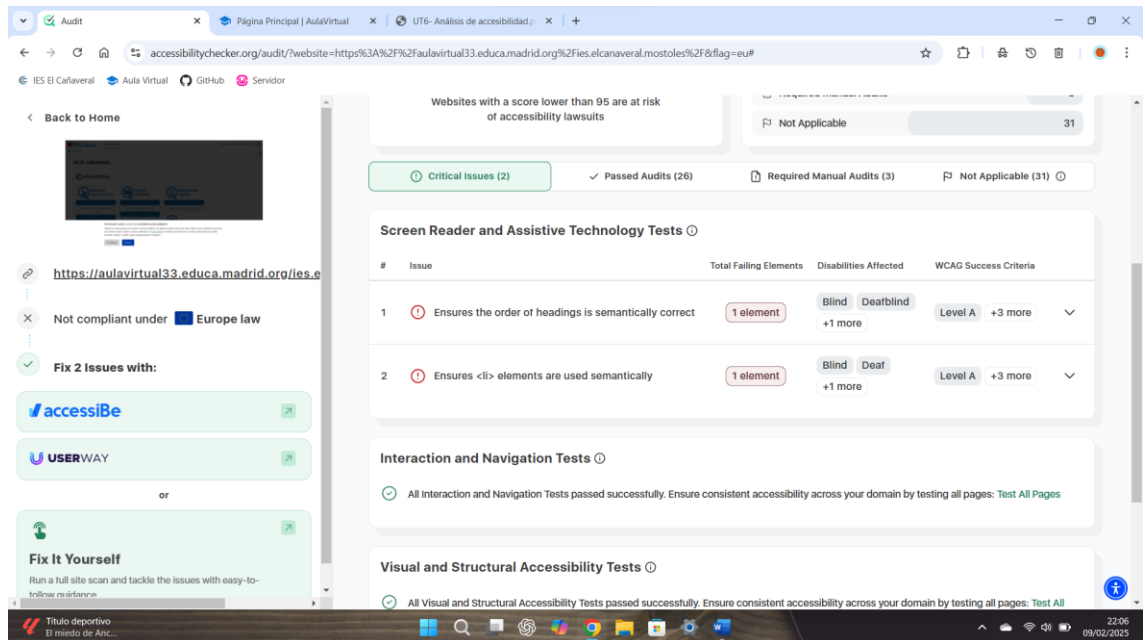 Audit
Página Principal | AulaVirtual
UT6- Análisis de accesibilidad.p
accessibilitychecker.org/audit/?website=https%3A%2F%2Faulavirtual33.educa.madrid.org%2Fies.elcanaveral.mostoles%2F&flag=eu#
IES El Cañaveral
Aula Virtual
GitHub
Servidor
Back to Home
https://aulavirtual33.educa.madrid.org/ies.e
Not compliant under Europe law
Fix 2 Issues with:
accessiBe
USERWAY
or
Fix It Yourself
Run a full site scan and tackle the issues with easy-to-
follow guidance
Websites with a score lower than 95 are at risk
of accessibility lawsuits
Required Manual Audits
Not Applicable 31
Critical Issues (2)
Passed Audits (26)
Required Manual Audits (3)
Not Applicable (31)
Screen Reader and Assistive Technology Tests
# Issue Total Failing Elements Disabilities Affected WCAG Success Criteria
1 Ensures the order of headings is semantically correct 1 element Blind Deafblind +1 more Level A +3 more
2 Ensures <li> elements are used semantically 1 element Blind Deaf +1 more Level A +3 more
Interaction and Navigation Tests
All Interaction and Navigation Tests passed successfully. Ensure consistent accessibility across your domain by testing all pages: Test All Pages
Visual and Structural Accessibility Tests
All Visual and Structural Accessibility Tests passed successfully. Ensure consistent accessibility across your domain by testing all pages: Test All
Título deportivo
El miedo de Anc...
22:06
09/02/2025